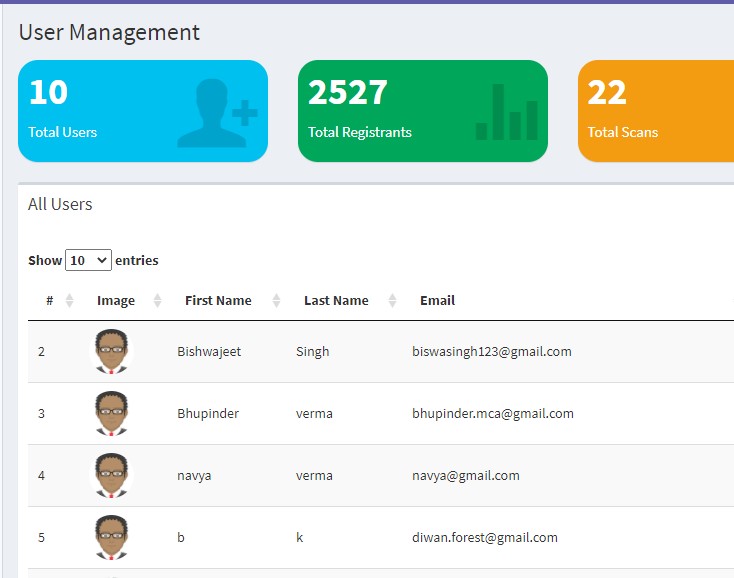 User Management
10
Total Users
2527
Total Registrants
22
Total Scans
All Users
Show 10 entries
# Image First Name Last Name Email
2 Bishwajeet Singh biswasingh123@gmail.com
3 Bhupinder verma bhupinder.mca@gmail.com
4 navya verma navya@gmail.com
5 b k diwan.forest@gmail.com